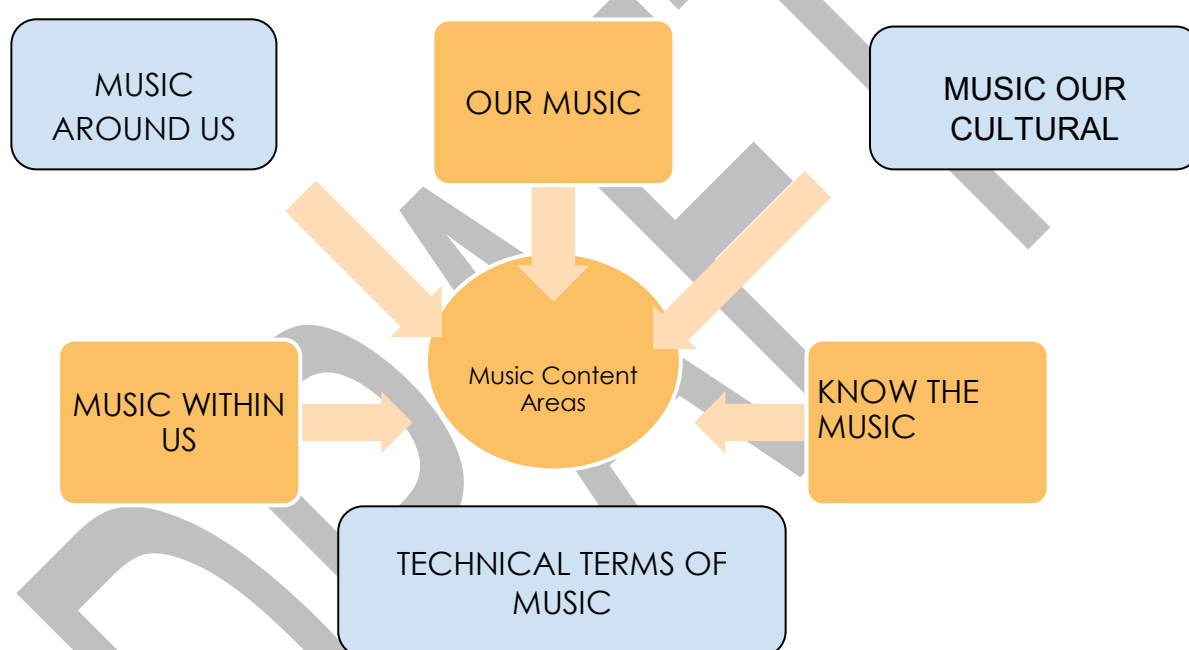 MUSIC
AROUND US
OUR MUSIC
MUSIC OUR
CULTURAL
Music Content
Areas
MUSIC WITHIN
US
KNOW THE
MUSIC
TECHNICAL TERMS OF
MUSIC